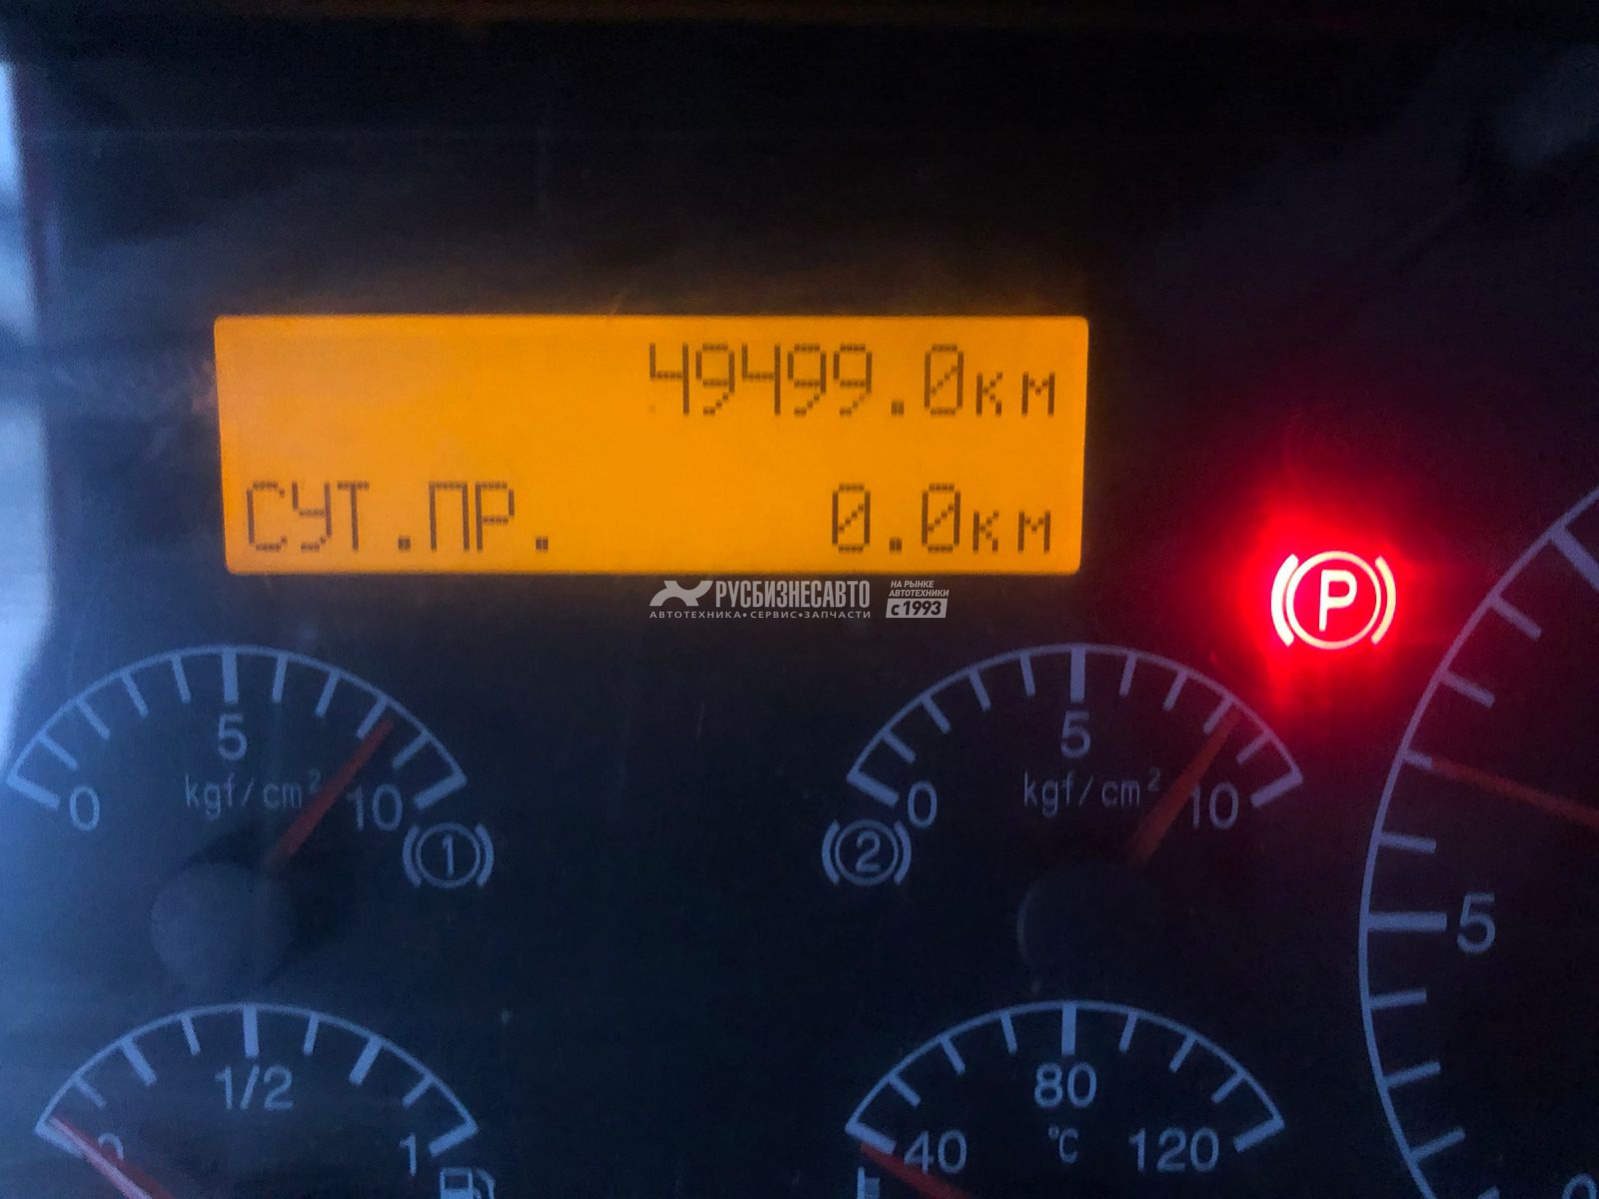 49499.0км
СУТ.ПР. 0.0км
РУСБИЗНЕСАВТО
АВТОТЕХНИКА•СЕРВИС•ЗАПЧАСТИ
НА РЫНКЕ
АВТОТЕХНИКИ
с 1993
P
0 5 10
kgf/cm²
1
0 5 10
kgf/cm²
2
5
0 1/2 1
40 80 120
°C